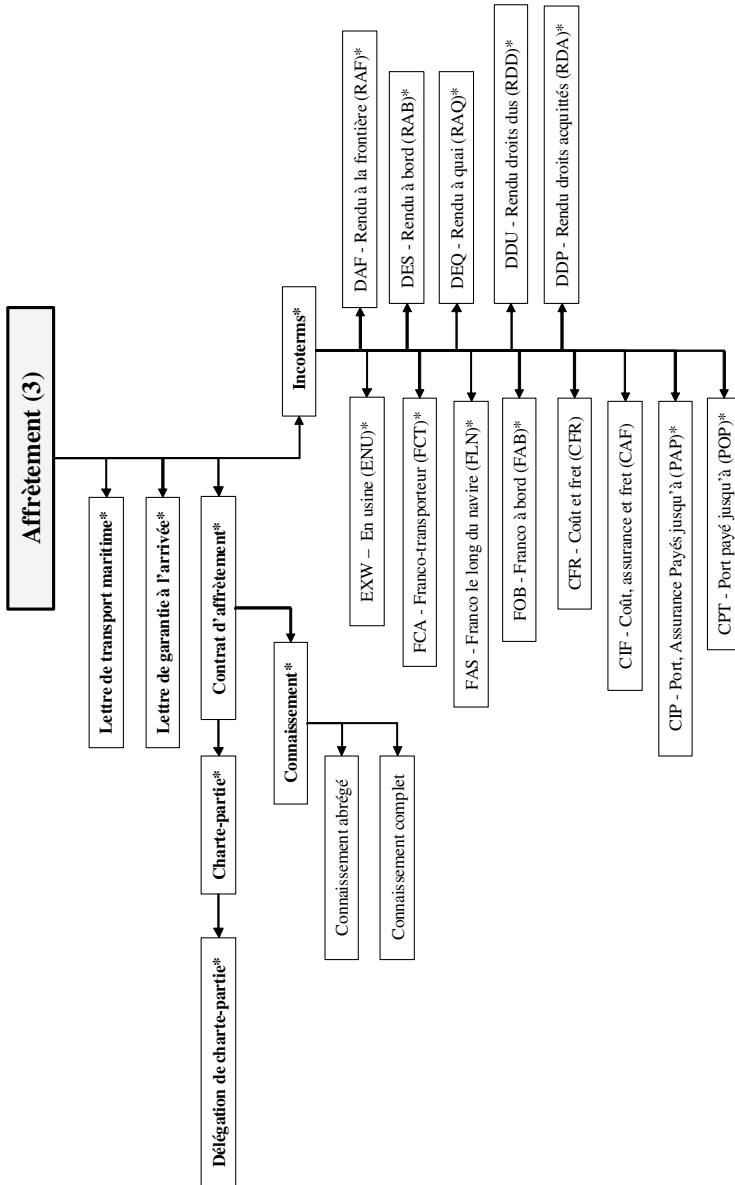 Affrètement (3)
Lettre de transport maritime*
Lettre de garantie à l'arrivée*
Contrat d'affrètement*
Charte-partie*
Délégation de charte-partie*
Connaissement*
Connaissement abrégé
Connaissement complet
Incoterms*
EXW – En usine (ENU)*
FCA - Franco-transporteur (FCT)*
FAS - Franco le long du navire (FLN)*
FOB - Franco à bord (FAB)*
CFR - Coût et fret (CFR)
CIF - Coût, assurance et fret (CAF)
CIP - Port, Assurance Payés jusqu'à (PAP)*
CPT - Port payé jusqu'à (POP)*
DAF - Rendu à la frontière (RAF)*
DES - Rendu à bord (RAB)*
DEQ - Rendu à quai (RAQ)*
DDU - Rendu droits dus (RDD)*
DDP - Rendu droits acquittés (RDA)*